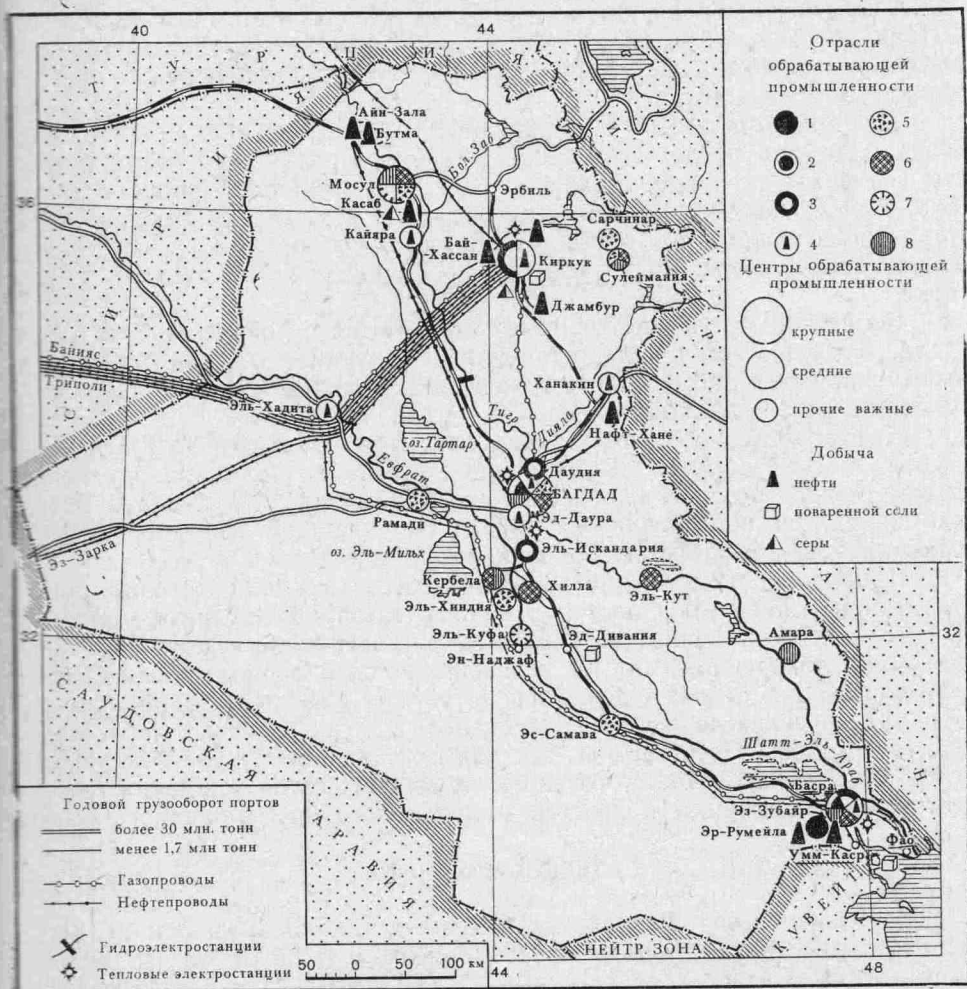 40
44
Т У Р Ц И Я
Отрасли
обрабатывающей
промышленности
1
5
2
6
3
7
4
8
Центры обрабатывающей
промышленности
крупные
средние
прочие важные
Добыча
нефти
поваренной соли
серы
Айн-Зала
Бутма
Бол.Заб
Мосул
Эрбиль
36
Касаб
Сарчинар
Кайяра
Бай-
Хассан
Киркук
Сулеймания
Джамбур
С И Р И Я
И Р А Н
Банияс
Триполи
Ханакин
Эль-Хадита
Тигр
Дияла
Нафт-Хане
оз.Тартар
Евфрат
Даудия
БАГДАД
Рамади
Эд-Даура
Эз-Зарка
оз. Эль-Мильх
Эль-Искандария
Кербела
Хилла
Эль-Кут
Эль-Хиндия
32
Эль-Куфа
Эд-Дивания
Амара
32
Эн-Наджаф
САУДОВСКАЯ
АРАВИЯ
Эс-Самава
Шатт-Эль-Араб
Басра
Эз-Зубайр
Эр-Румейла
Фао
Умм-Каср
КУВЕЙТ
НЕЙТР. ЗОНА
Годовой грузооборот портов
более 30 млн. тонн
менее 1,7 млн тонн
Газопроводы
Нефтепроводы
Гидроэлектростанции
Тепловые электростанции
50 0 50 100 км
44
48